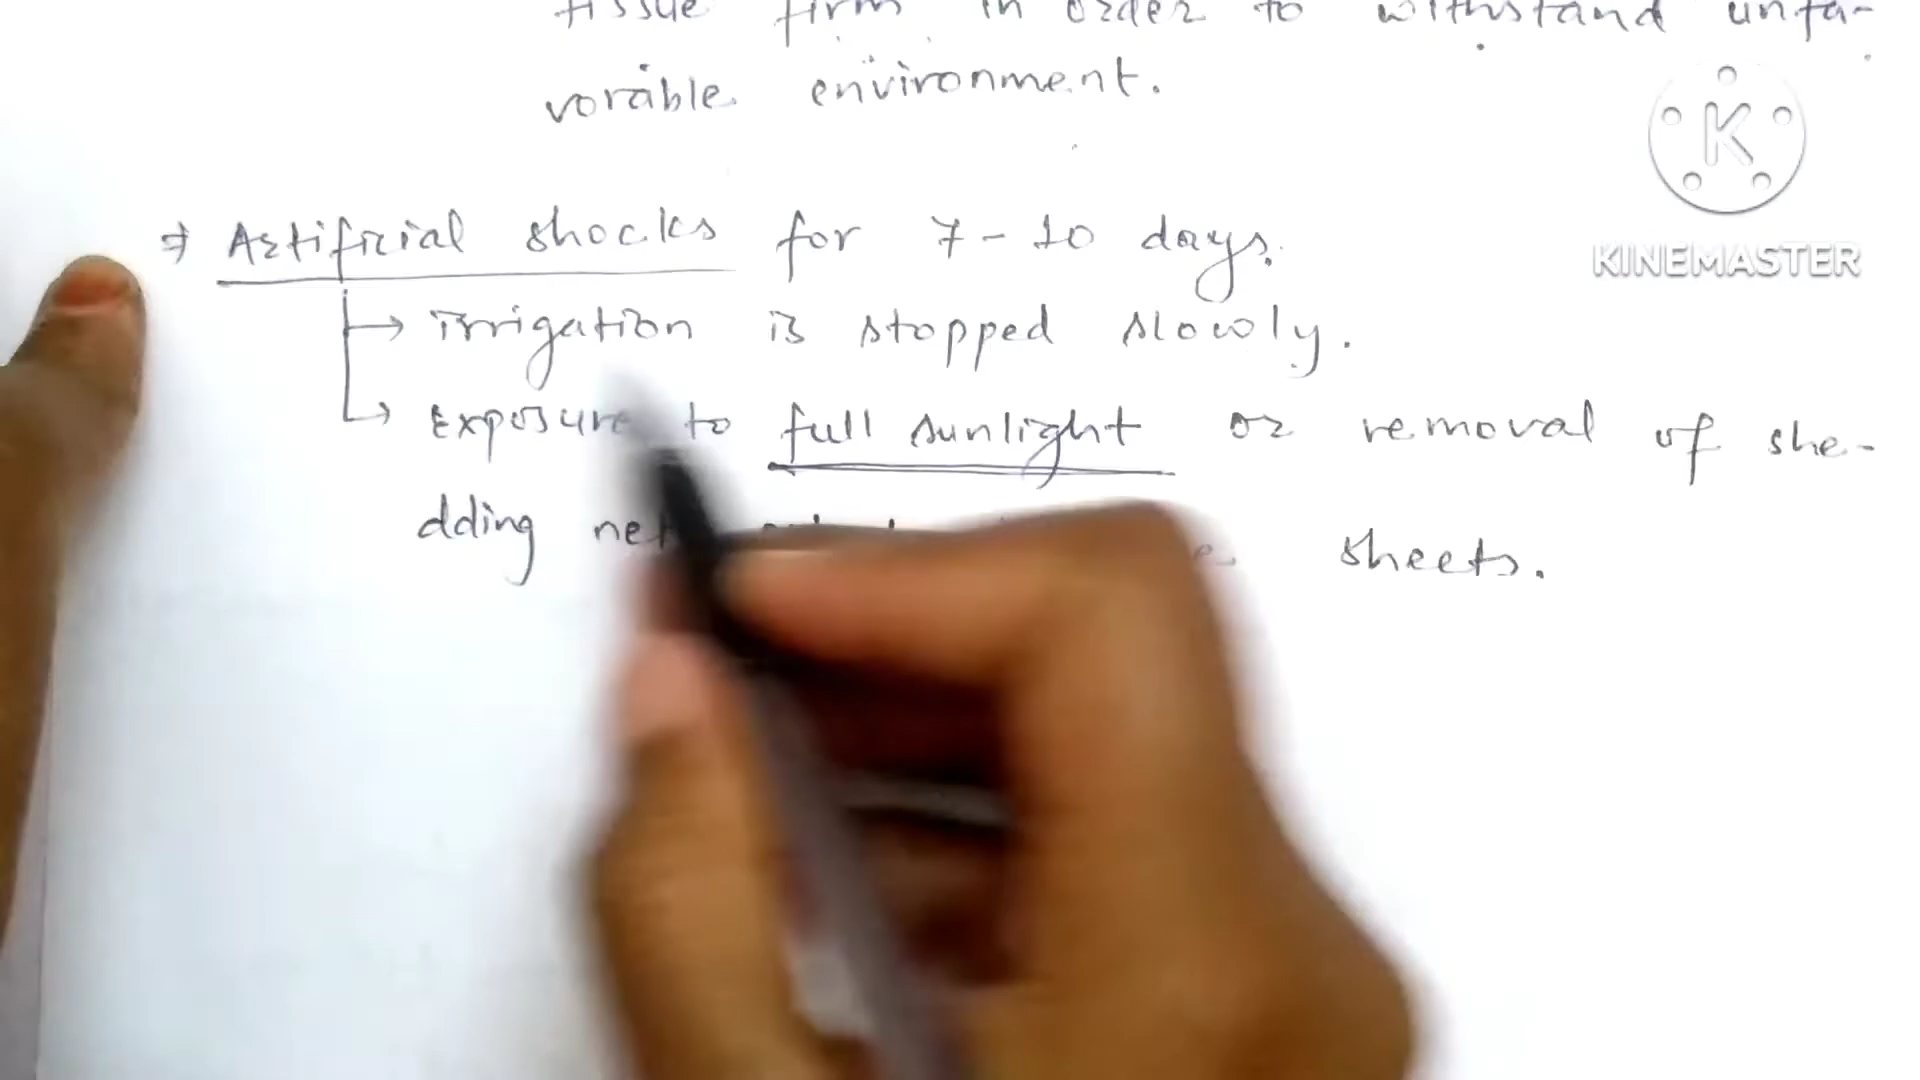 tissue firm in order to withstand unfa-
vorable environment.
⇒ Artificial shocks for 7-10 days.
→ irrigation is stopped slowly.
→ Exposure to full sunlight or removal of she-
dding net sheets.
K
KINEMASTER